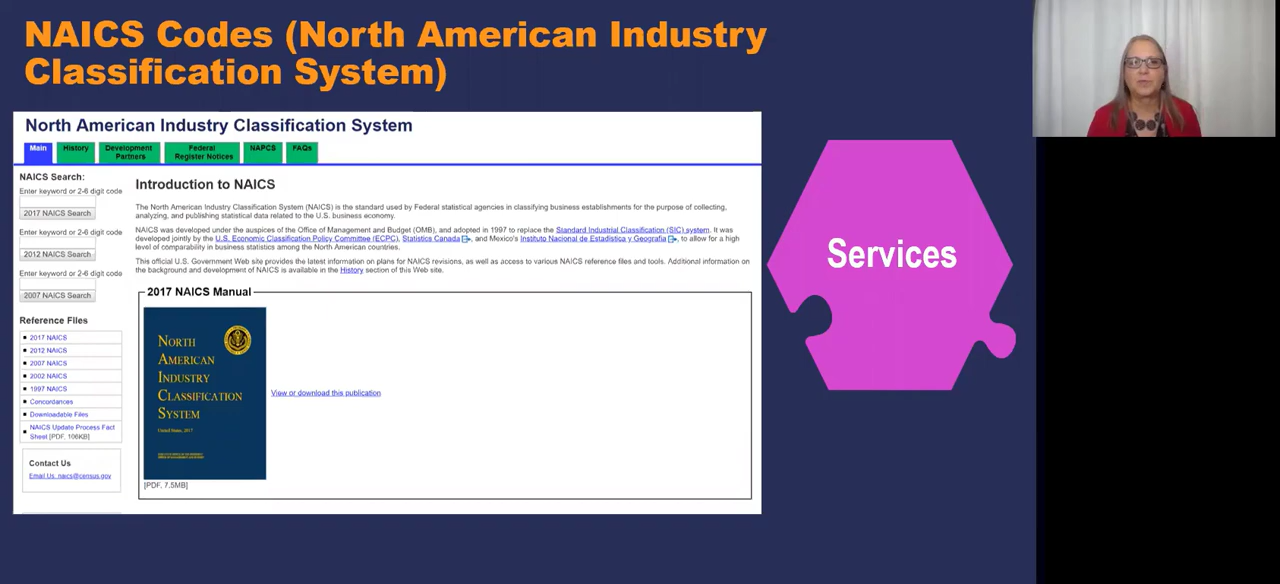 NAICS Codes (North American Industry
Classification System)
North American Industry Classification System
Main
History
Development
Partners
Federal
Register Notices
NAPCS
FAQs
NAICS Search:
Enter keyword or 2-6 digit code
2017 NAICS Search
Enter keyword or 2-6 digit code
2012 NAICS Search
Enter keyword or 2-6 digit code
2007 NAICS Search
Reference Files
2017 NAICS
2012 NAICS
2007 NAICS
2002 NAICS
1997 NAICS
Concordances
Downloadable Files
NAICS Update Process Fact
Sheet [PDF, 106KB]
Contact Us
Email Us, naics@census.gov
Introduction to NAICS
The North American Industry Classification System (NAICS) is the standard used by Federal statistical agencies in classifying business establishments for the purpose of collecting,
analyzing, and publishing statistical data related to the U.S. business economy.
NAICS was developed under the auspices of the Office of Management and Budget (OMB), and adopted in 1997 to replace the Standard Industrial Classification (SIC) system. It was
developed jointly by the U.S. Economic Classification Policy Committee (ECPC), Statistics Canada, and Mexico's Instituto Nacional de Estadistica y Geografia, to allow for a high
level of comparability in business statistics among the North American countries.
This official U.S. Government Web site provides the latest information on plans for NAICS revisions, as well as access to various NAICS reference files and tools. Additional information on
the background and development of NAICS is available in the History section of this Web site.
2017 NAICS Manual
North
American
Industry
Classification
System
United States, 2017
View or download this publication
[PDF, 7.5MB]
Services